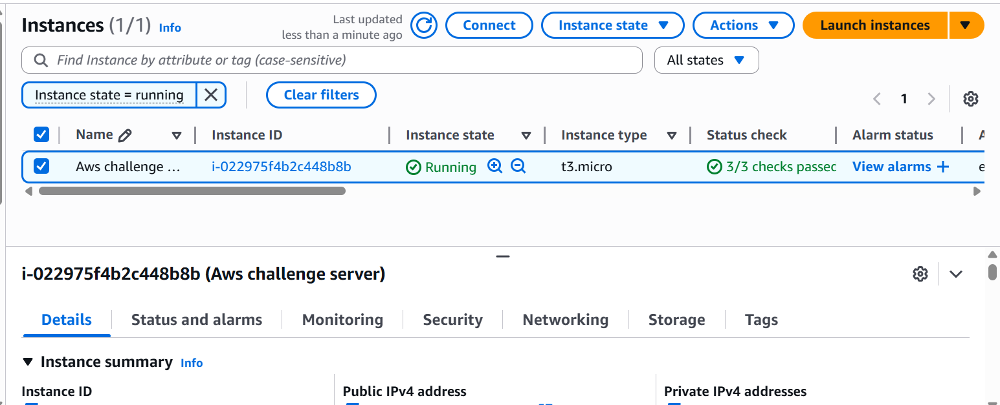 Instances (1/1) Info
Last updated
less than a minute ago
Connect
Instance state
Actions
Launch instances
Find Instance by attribute or tag (case-sensitive)
All states
Instance state = running
Clear filters
1
Name Instance ID Instance state Instance type Status check Alarm status A
Aws challenge ... i-022975f4b2c448b8b Running t3.micro 3/3 checks passed View alarms + e
i-022975f4b2c448b8b (Aws challenge server)
Details Status and alarms Monitoring Security Networking Storage Tags
Instance summary Info
Instance ID Public IPv4 address Private IPv4 addresses